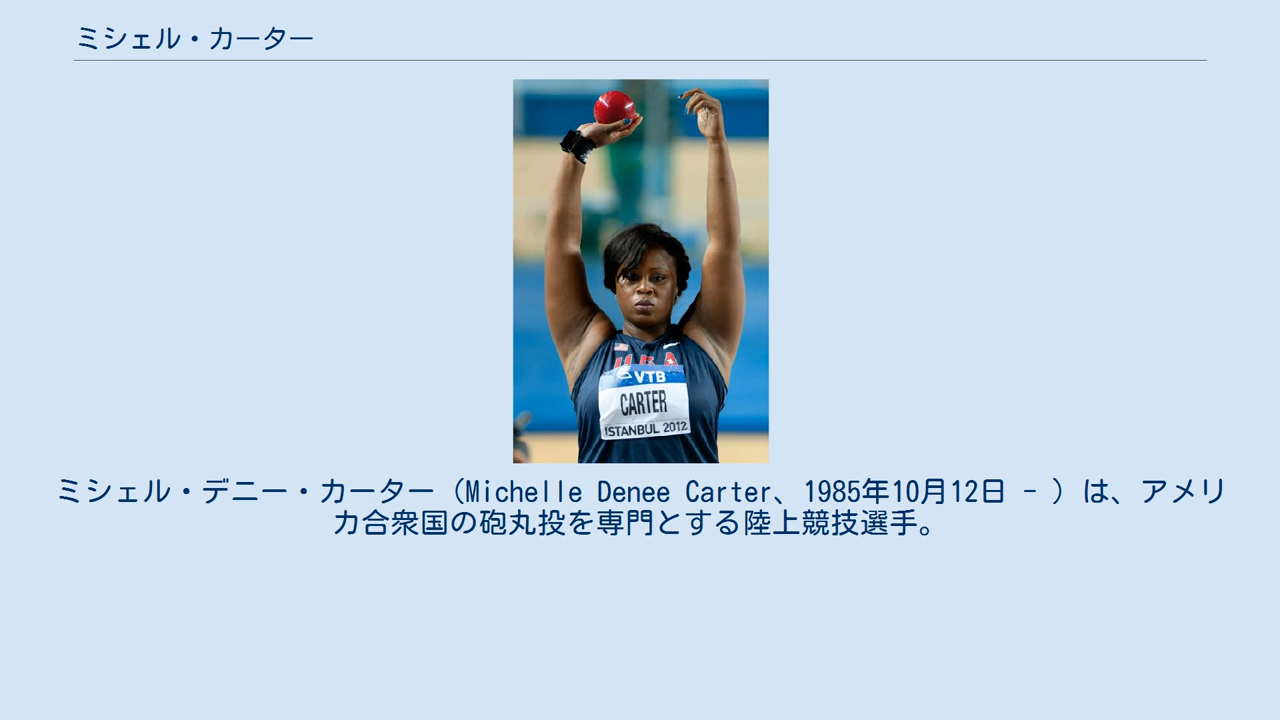 ミシェル・カーター
USA
VTB
CARTER
ISTANBUL 2012
ミシェル・デニー・カーター（Michelle Denee Carter、1985年10月12日 - ）は、アメリ
カ合衆国の砲丸投を専門とする陸上競技選手。